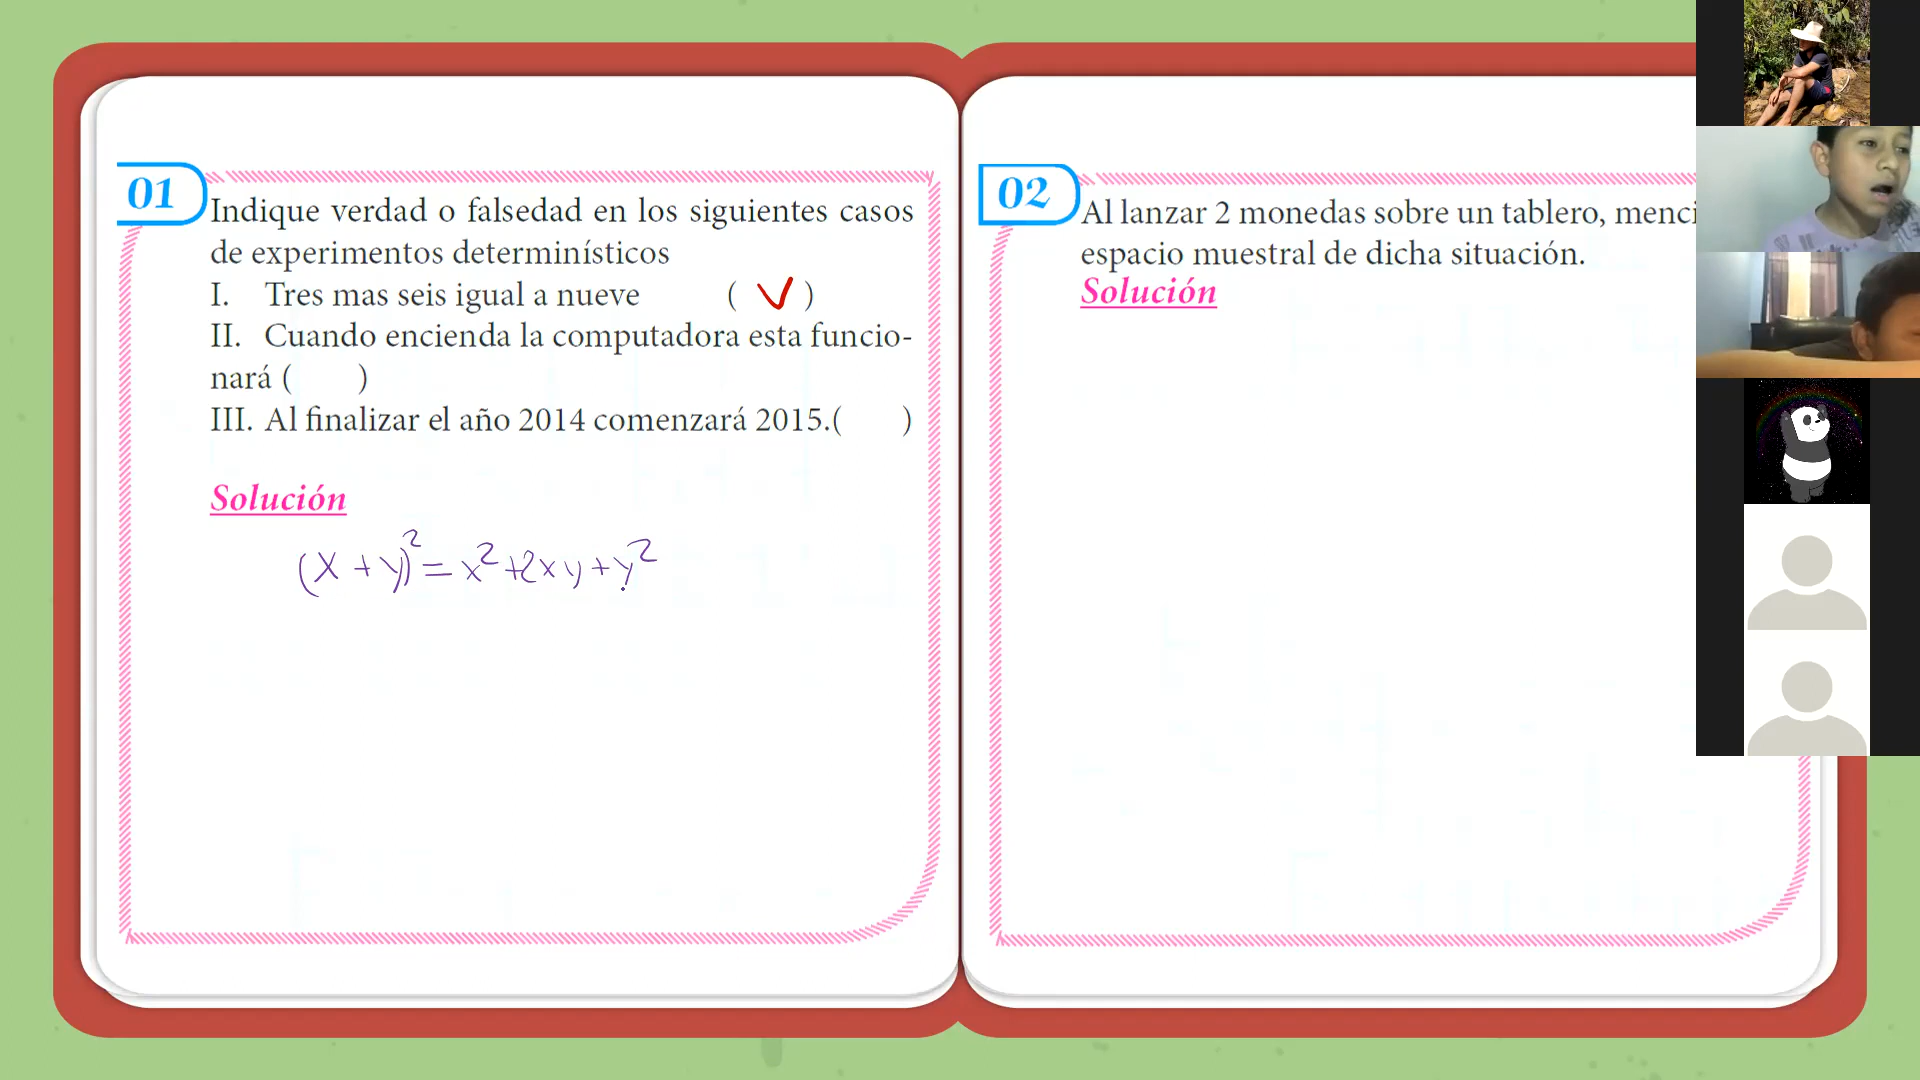 01
Indique verdad o falsedad en los siguientes casos
de experimentos determinísticos
I. Tres mas seis igual a nueve ( V )
II. Cuando encienda la computadora esta funcio-
nará ( )
III. Al finalizar el año 2014 comenzará 2015.( )
Solución
(x + y)² = x² + 2xy + y²
02
Al lanzar 2 monedas sobre un tablero, menci
espacio muestral de dicha situación.
Solución